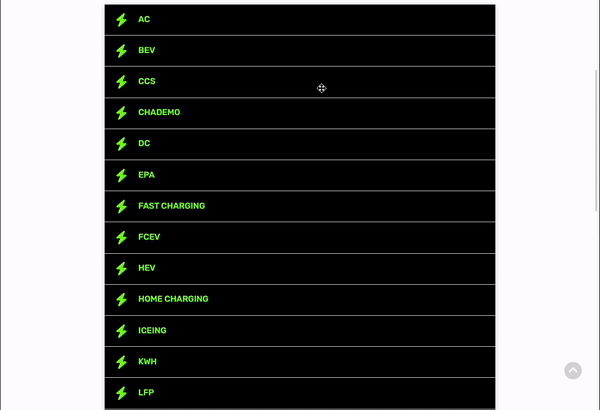 AC
BEV
CCS
CHADEMO
DC
EPA
FAST CHARGING
FCEV
HEV
HOME CHARGING
ICEING
KWH
LFP